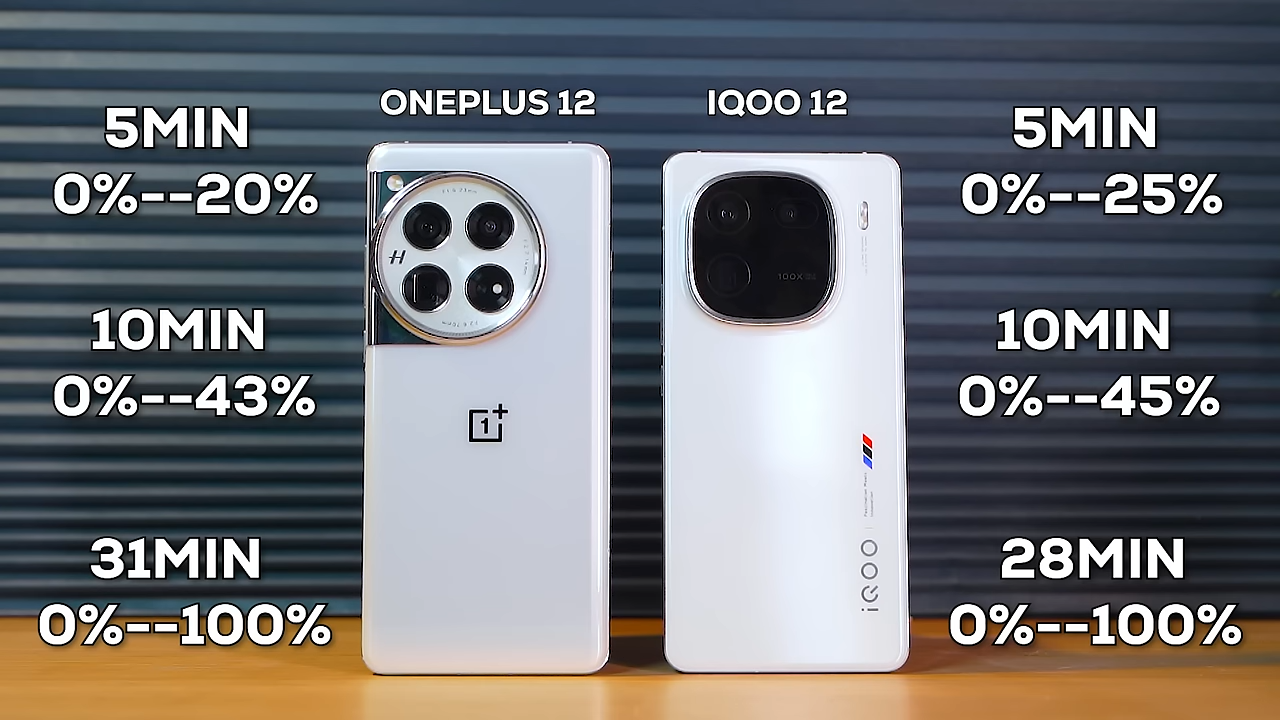 ONEPLUS 12
IQOO 12
5MIN
0%--20%
10MIN
0%--43%
31MIN
0%--100%
5MIN
0%--25%
10MIN
0%--45%
28MIN
0%--100%
H
1+
100X
iQOO